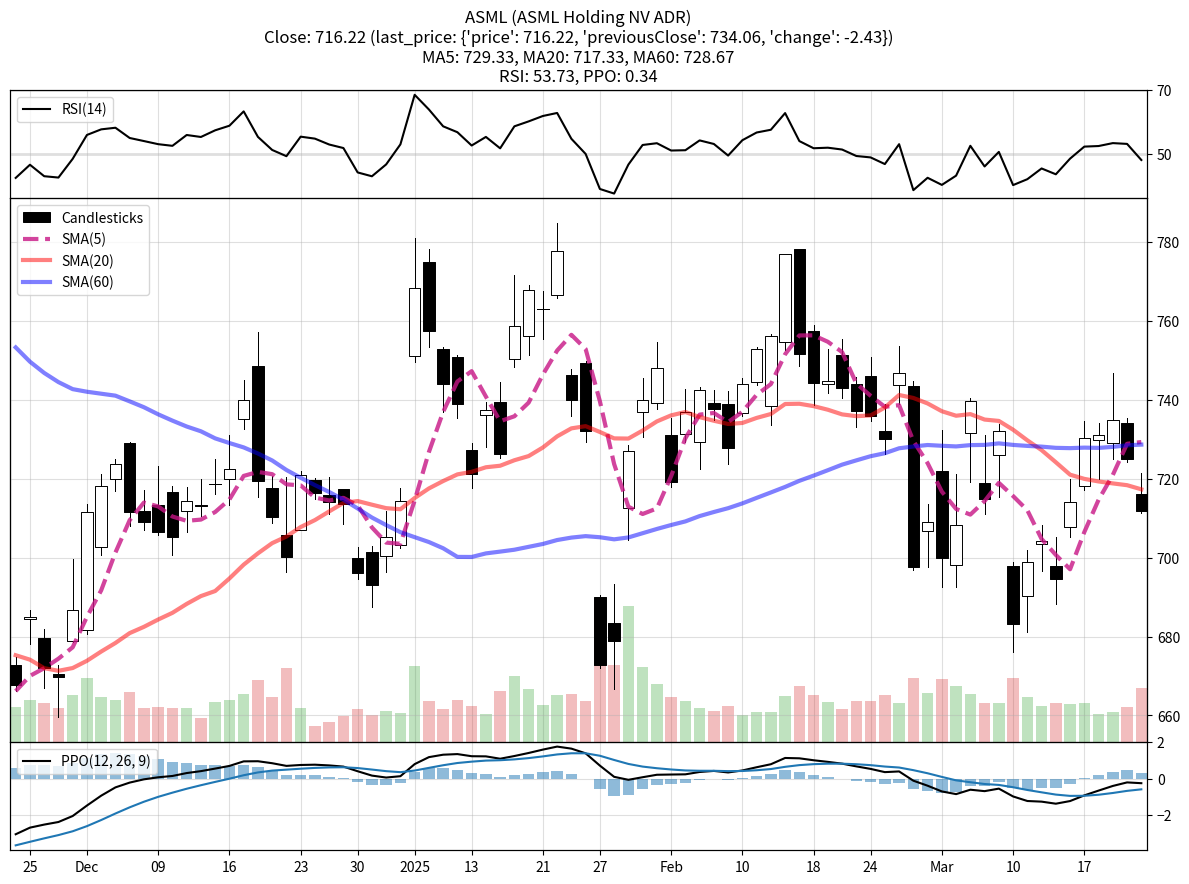 ASML (ASML Holding NV ADR)
Close: 716.22 (last_price: {'price': 716.22, 'previousClose': 734.06, 'change': -2.43})
MA5: 729.33, MA20: 717.33, MA60: 728.67
RSI: 53.73, PPO: 0.34
RSI(14)
70
50
Candlesticks
SMA(5)
SMA(20)
SMA(60)
780
760
740
720
700
680
660
PPO(12, 26, 9)
2
0
−2
25 Dec 09 16 23 30 2025 13 21 27 Feb 10 18 24 Mar 10 17